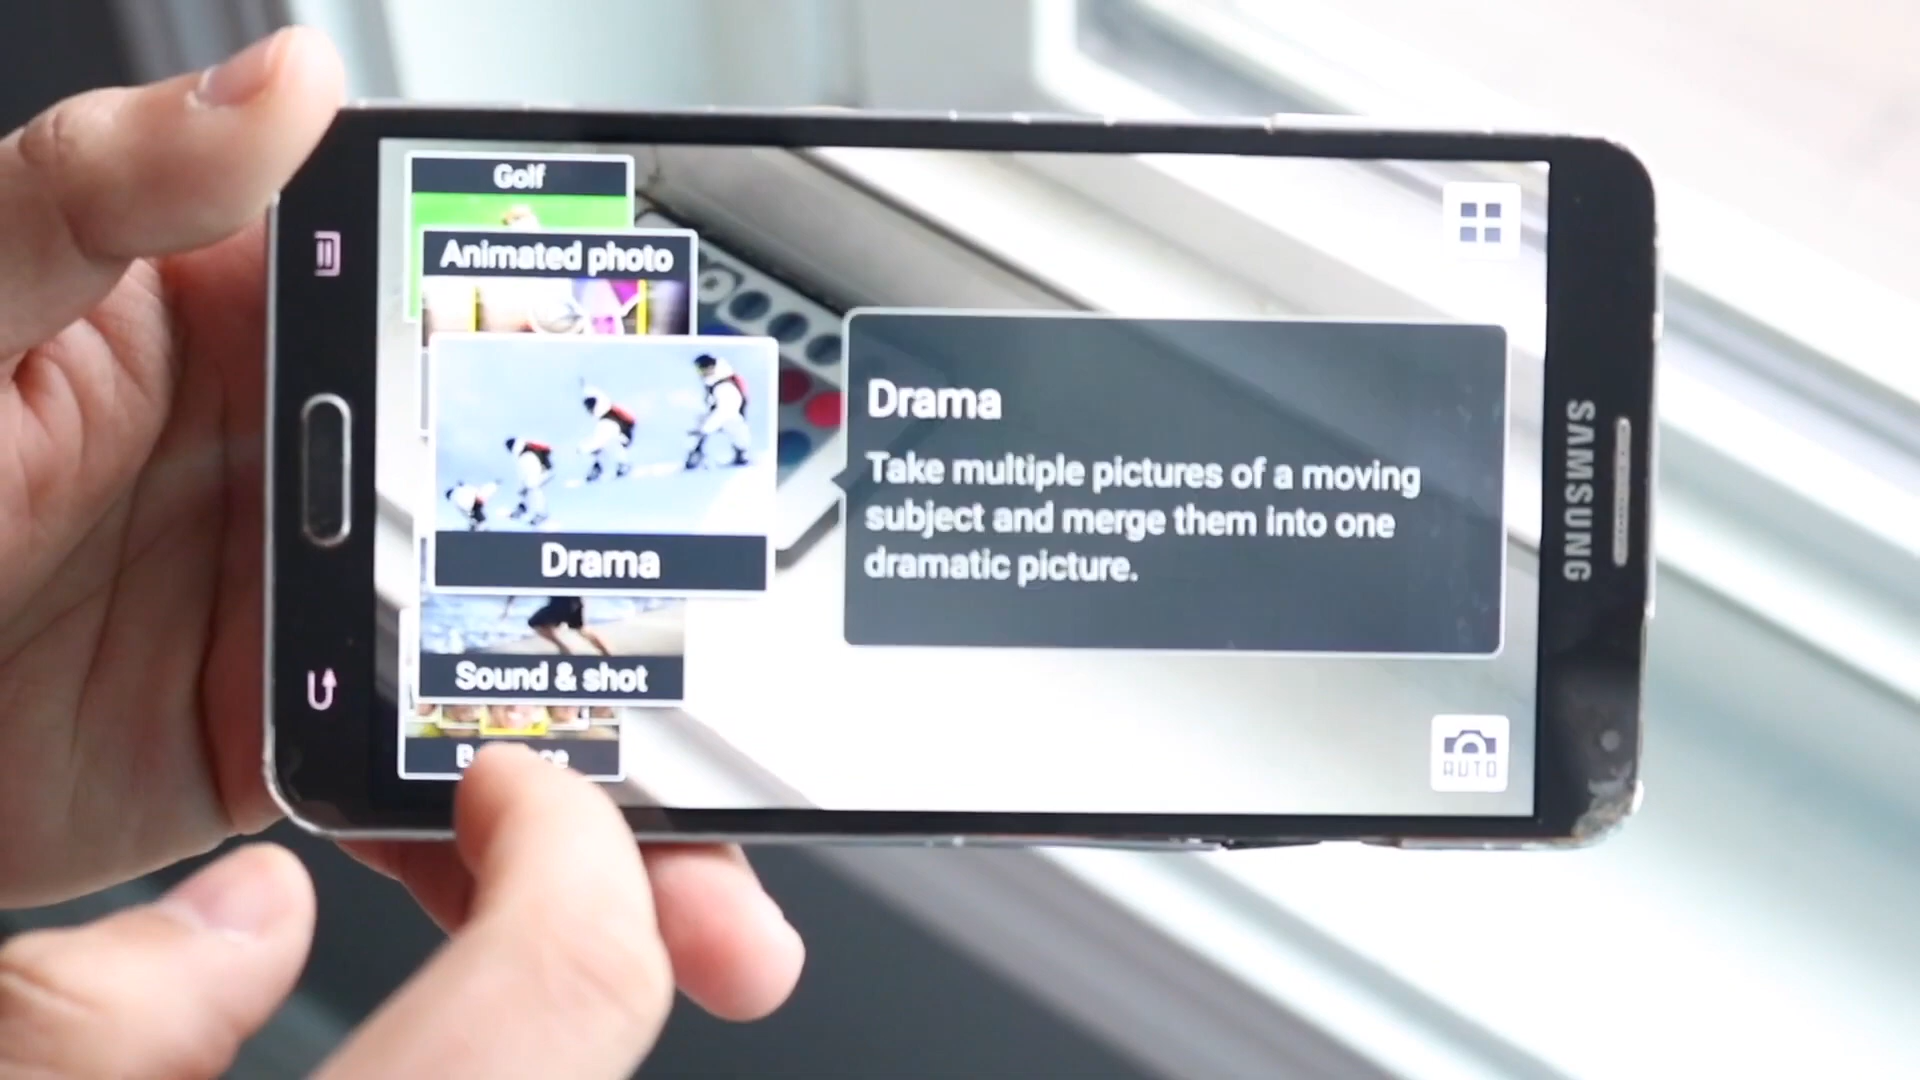 Golf
Animated photo
Drama
Sound & shot
Drama
Take multiple pictures of a moving
subject and merge them into one
dramatic picture.
AUTO
SAMSUNG